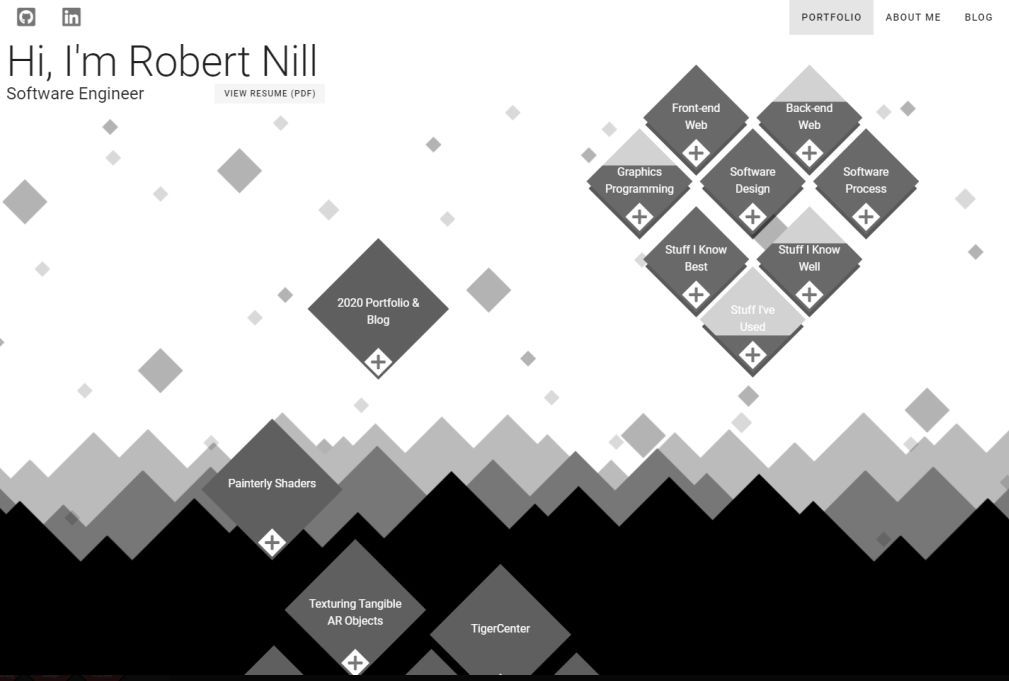 PORTFOLIO
ABOUT ME
BLOG
Hi, I'm Robert Nill
Software Engineer
VIEW RESUME (PDF)
Front-end
Web
Back-end
Web
Graphics
Programming
Software
Design
Software
Process
Stuff I Know
Best
Stuff I Know
Well
Stuff I've
Used
2020 Portfolio &
Blog
Painterly Shaders
Texturing Tangible
AR Objects
TigerCenter